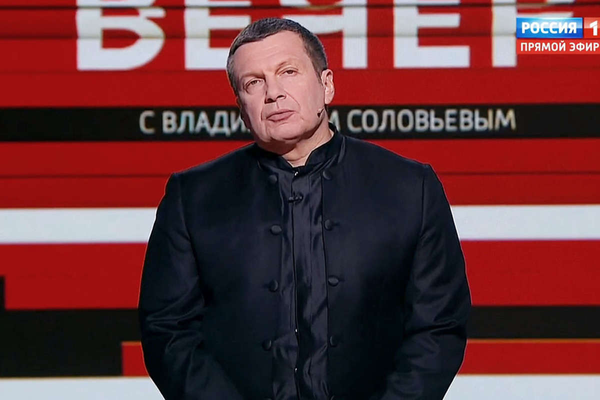 ВЕЧЕР
РОССИЯ 1
ПРЯМОЙ ЭФИР
С ВЛАДИ М СОЛОВЬЕВЫМ